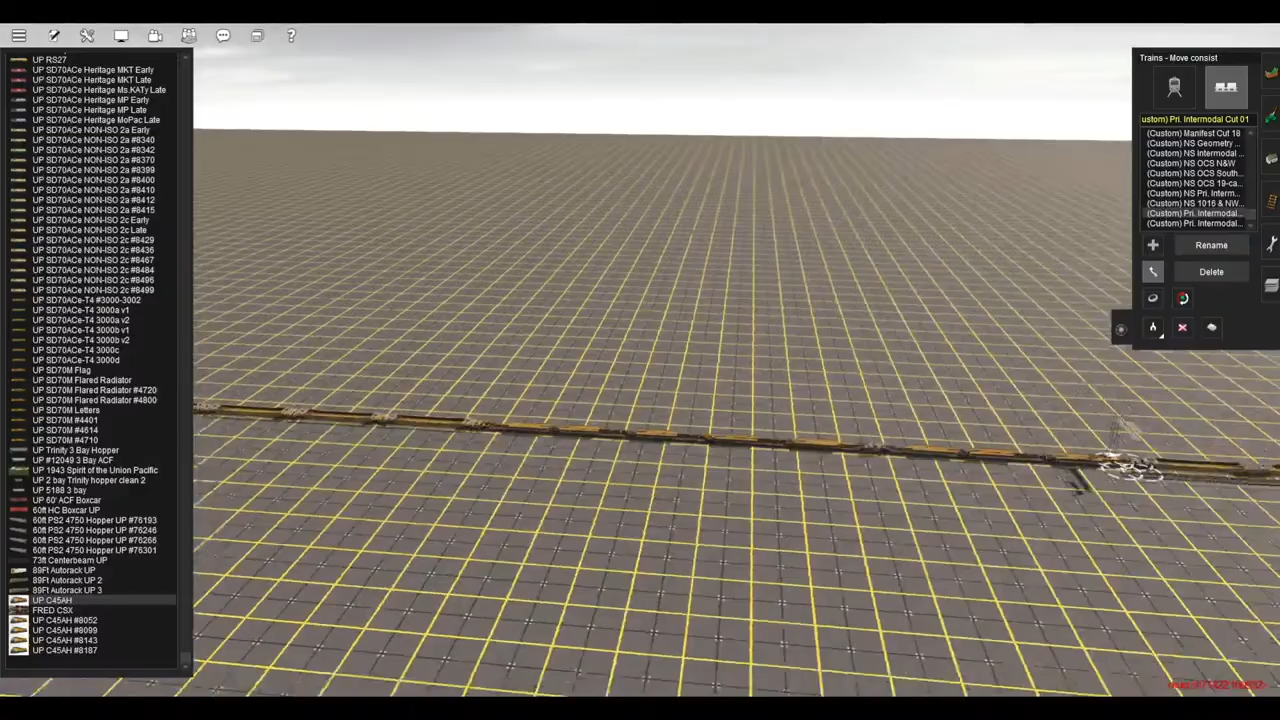 UP RS27
UP SD70ACe Heritage MKT Early
UP SD70ACe Heritage MKT Late
UP SD70ACe Heritage Ms.KATy Late
UP SD70ACe Heritage MP Early
UP SD70ACe Heritage MP Late
UP SD70ACe Heritage MoPac Late
UP SD70ACe NON-ISO 2a Early
UP SD70ACe NON-ISO 2a #8340
UP SD70ACe NON-ISO 2a #8342
UP SD70ACe NON-ISO 2a #8370
UP SD70ACe NON-ISO 2a #8399
UP SD70ACe NON-ISO 2a #8400
UP SD70ACe NON-ISO 2a #8410
UP SD70ACe NON-ISO 2a #8412
UP SD70ACe NON-ISO 2a #8415
UP SD70ACe NON-ISO 2c Early
UP SD70ACe NON-ISO 2c Late
UP SD70ACe NON-ISO 2c #8429
UP SD70ACe NON-ISO 2c #8436
UP SD70ACe NON-ISO 2c #8467
UP SD70ACe NON-ISO 2c #8484
UP SD70ACe NON-ISO 2c #8496
UP SD70ACe NON-ISO 2c #8499
UP SD70ACe-T4 #3000-3002
UP SD70ACe-T4 3000a v1
UP SD70ACe-T4 3000a v2
UP SD70ACe-T4 3000b v1
UP SD70ACe-T4 3000b v2
UP SD70ACe-T4 3000c
UP SD70ACe-T4 3000d
UP SD70M Flag
UP SD70M Flared Radiator
UP SD70M Flared Radiator #4720
UP SD70M Flared Radiator #4800
UP SD70M Letters
UP SD70M #4401
UP SD70M #4614
UP SD70M #4710
UP Trinity 3 Bay Hopper
UP #12049 3 Bay ACF
UP 1943 Spirit of the Union Pacific
UP 2 bay Trinity hopper clean 2
UP 5188 3 bay
UP 60' ACF Boxcar
60ft HC Boxcar UP
60ft PS2 4750 Hopper UP #76193
60ft PS2 4750 Hopper UP #76246
60ft PS2 4750 Hopper UP #76266
60ft PS2 4750 Hopper UP #76301
73ft Centerbeam UP
89Ft Autorack UP
89Ft Autorack UP 2
89Ft Autorack UP 3
UP C45AH
FRED CSX
UP C45AH #8052
UP C45AH #8099
UP C45AH #8143
UP C45AH #8187
Trains - Move consist
ustom) Pri. Intermodal Cut 01
(Custom) Manifest Cut 18
(Custom) NS Geometry ...
(Custom) NS Intermodal ...
(Custom) NS OCS N&W
(Custom) NS OCS South...
(Custom) NS OCS 19-ca...
(Custom) NS Pri. Interm...
(Custom) NS 1016 & NW...
(Custom) Pri. Intermodal...
(Custom) Pri. Intermodal...
Rename
Delete